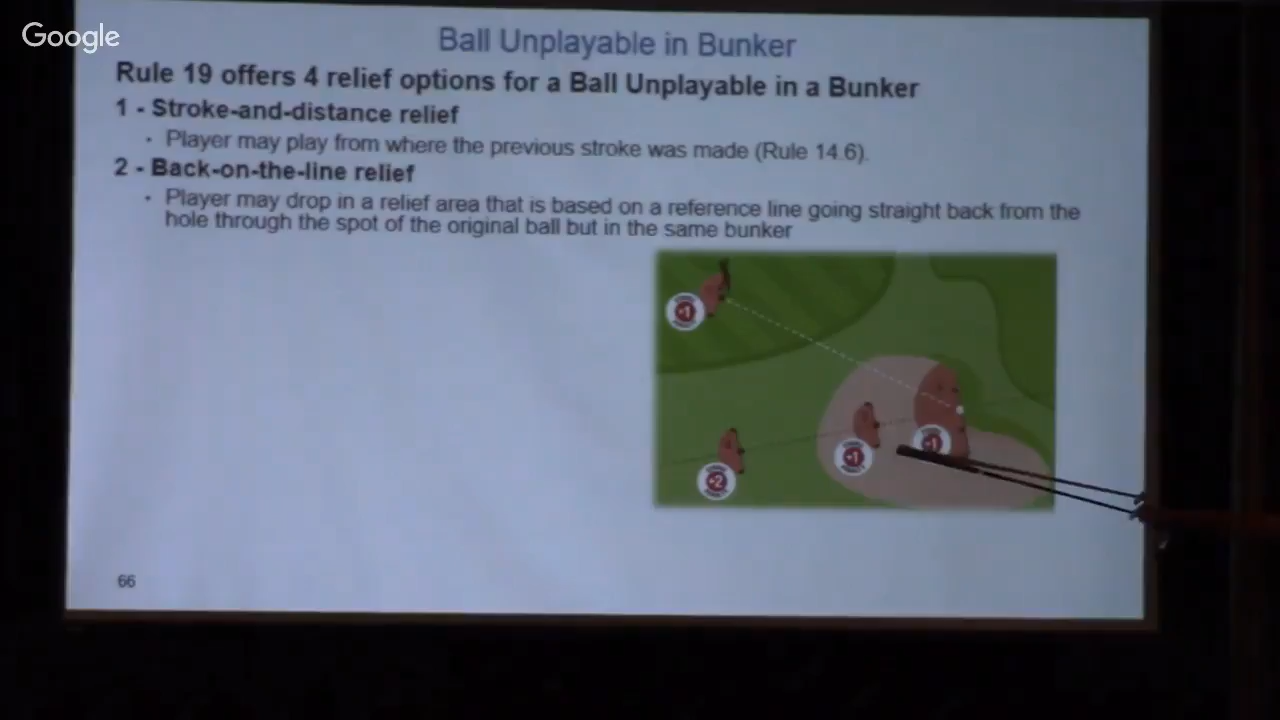 Google
Ball Unplayable in Bunker
Rule 19 offers 4 relief options for a Ball Unplayable in a Bunker
1 - Stroke-and-distance relief
· Player may play from where the previous stroke was made (Rule 14.6).
2 - Back-on-the-line relief
· Player may drop in a relief area that is based on a reference line going straight back from the
hole through the spot of the original ball but in the same bunker
+1
+1
+1
+2
66